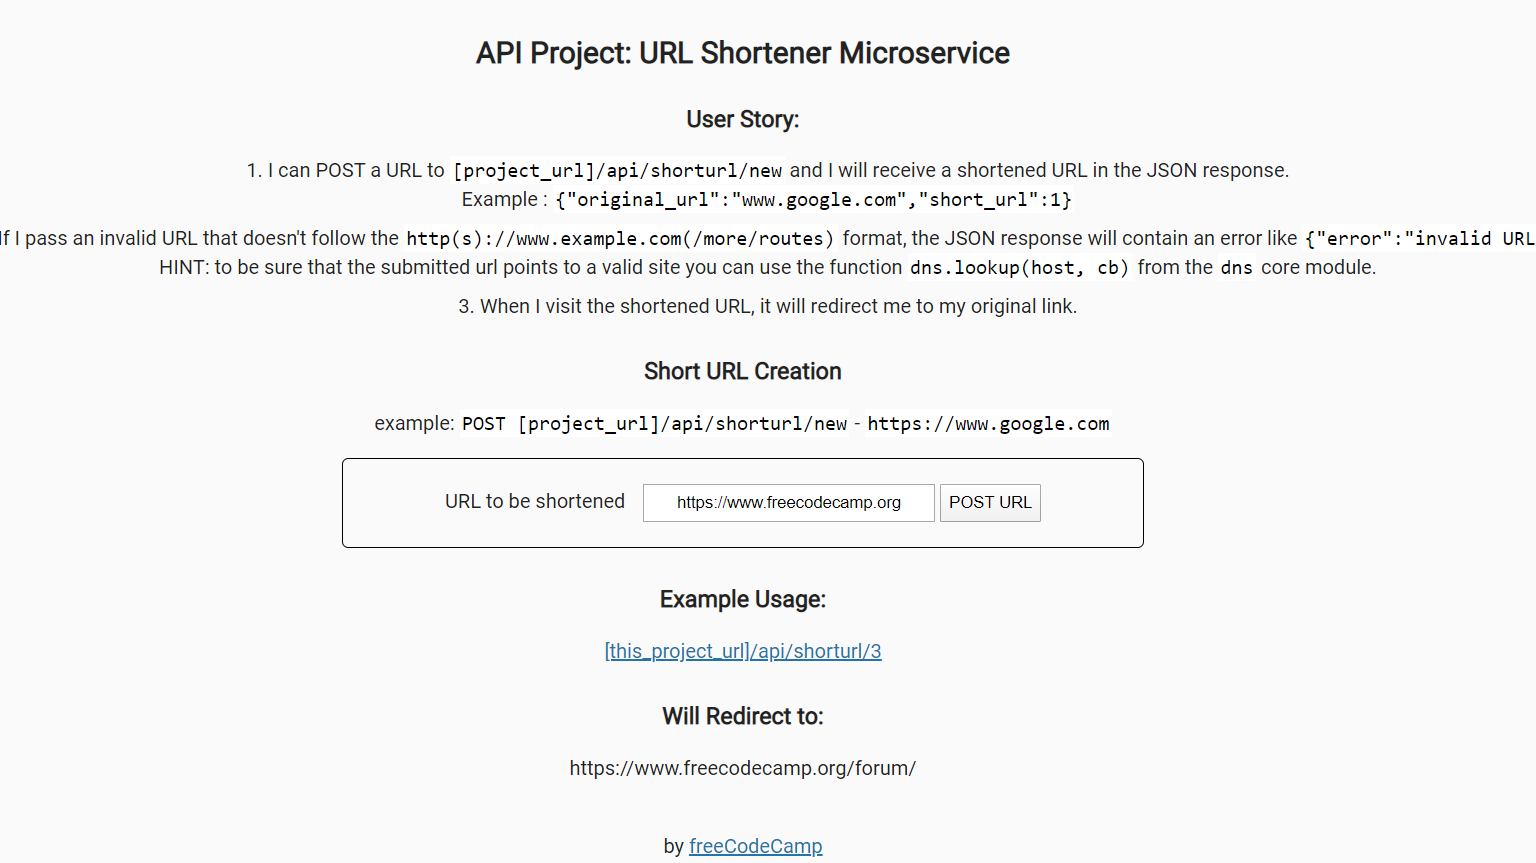 API Project: URL Shortener Microservice
User Story:
1. I can POST a URL to [project_url]/api/shorturl/new and I will receive a shortened URL in the JSON response.
Example : {"original_url":"www.google.com","short_url":1}
If I pass an invalid URL that doesn't follow the http(s)://www.example.com(/more/routes) format, the JSON response will contain an error like {"error":"invalid URL
HINT: to be sure that the submitted url points to a valid site you can use the function dns.lookup(host, cb) from the dns core module.
3. When I visit the shortened URL, it will redirect me to my original link.
Short URL Creation
example: POST [project_url]/api/shorturl/new - https://www.google.com
URL to be shortened https://www.freecodecamp.org POST URL
Example Usage:
[this_project_url]/api/shorturl/3
Will Redirect to:
https://www.freecodecamp.org/forum/
by freeCodeCamp